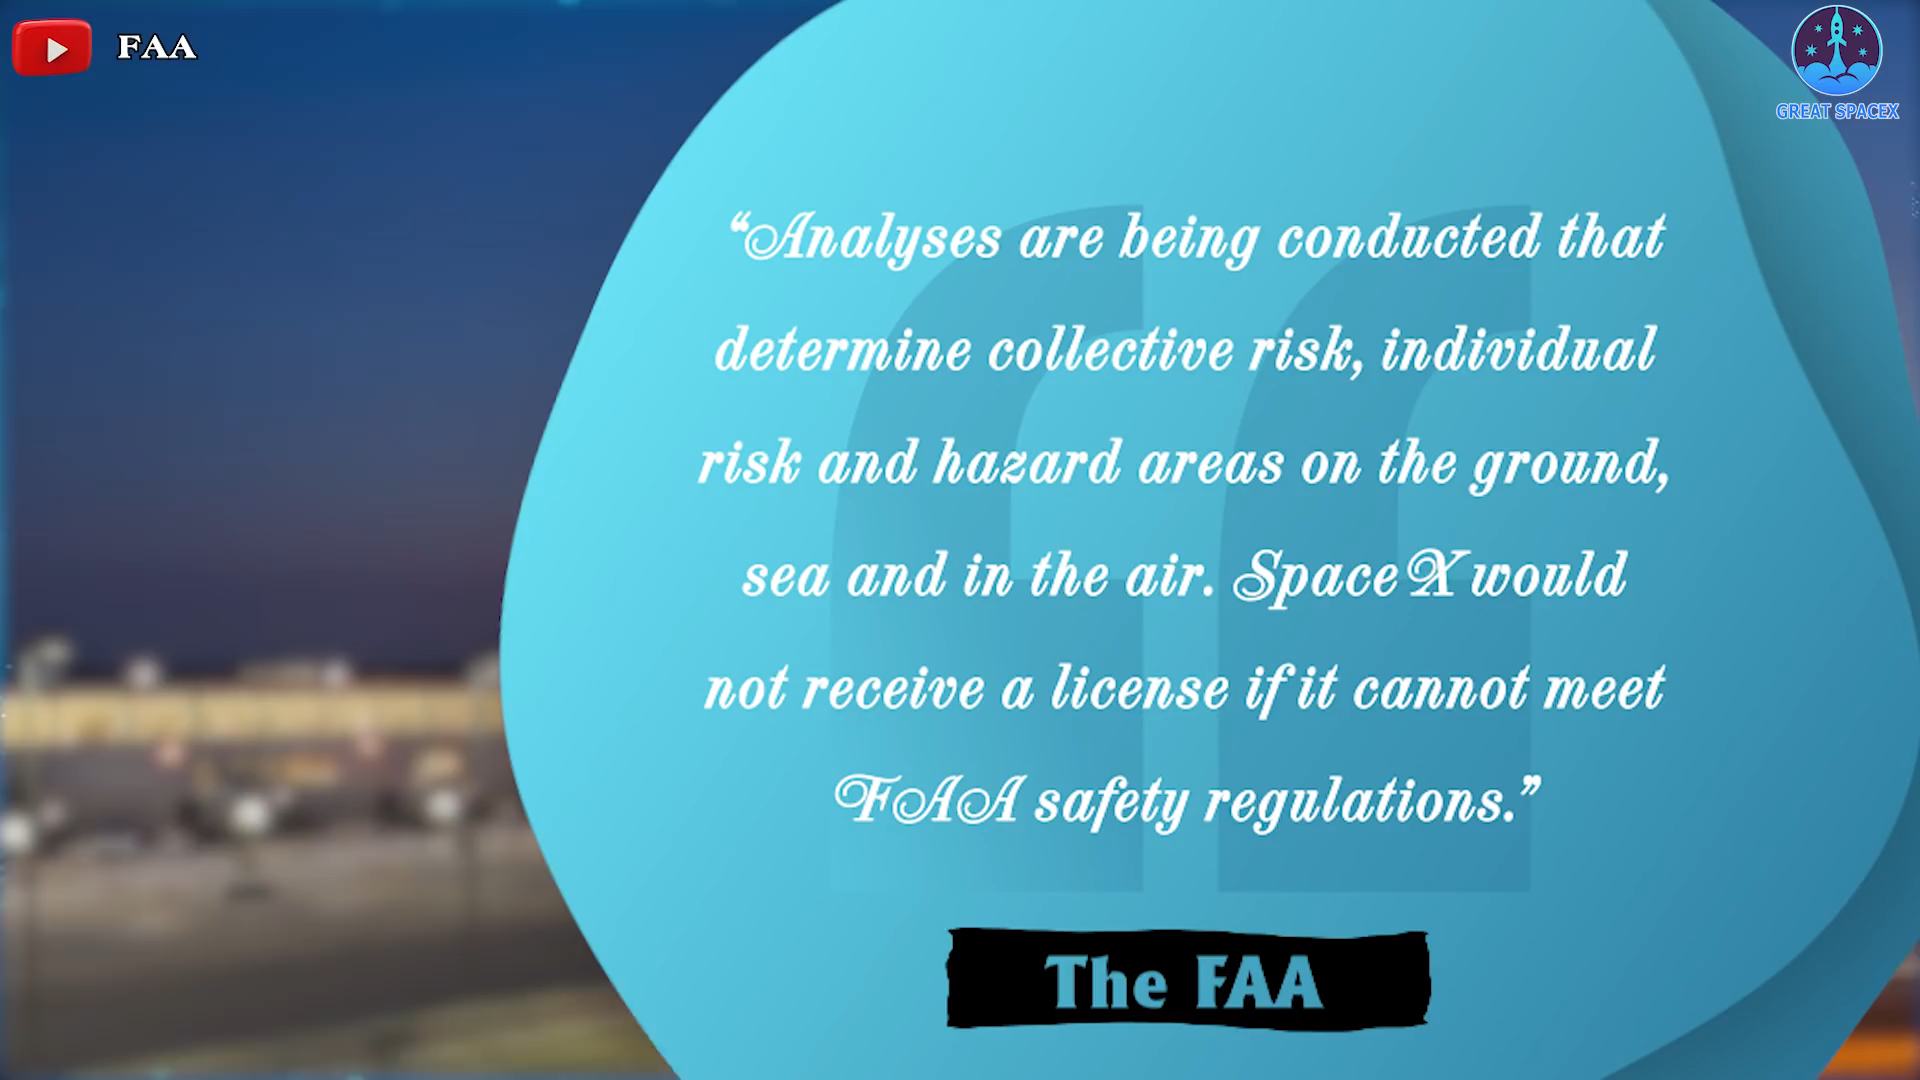 FAA
GREAT SPACEX
“Analyses are being conducted that
determine collective risk, individual
risk and hazard areas on the ground,
sea and in the air. SpaceX would
not receive a license if it cannot meet
FAA safety regulations.”
The FAA